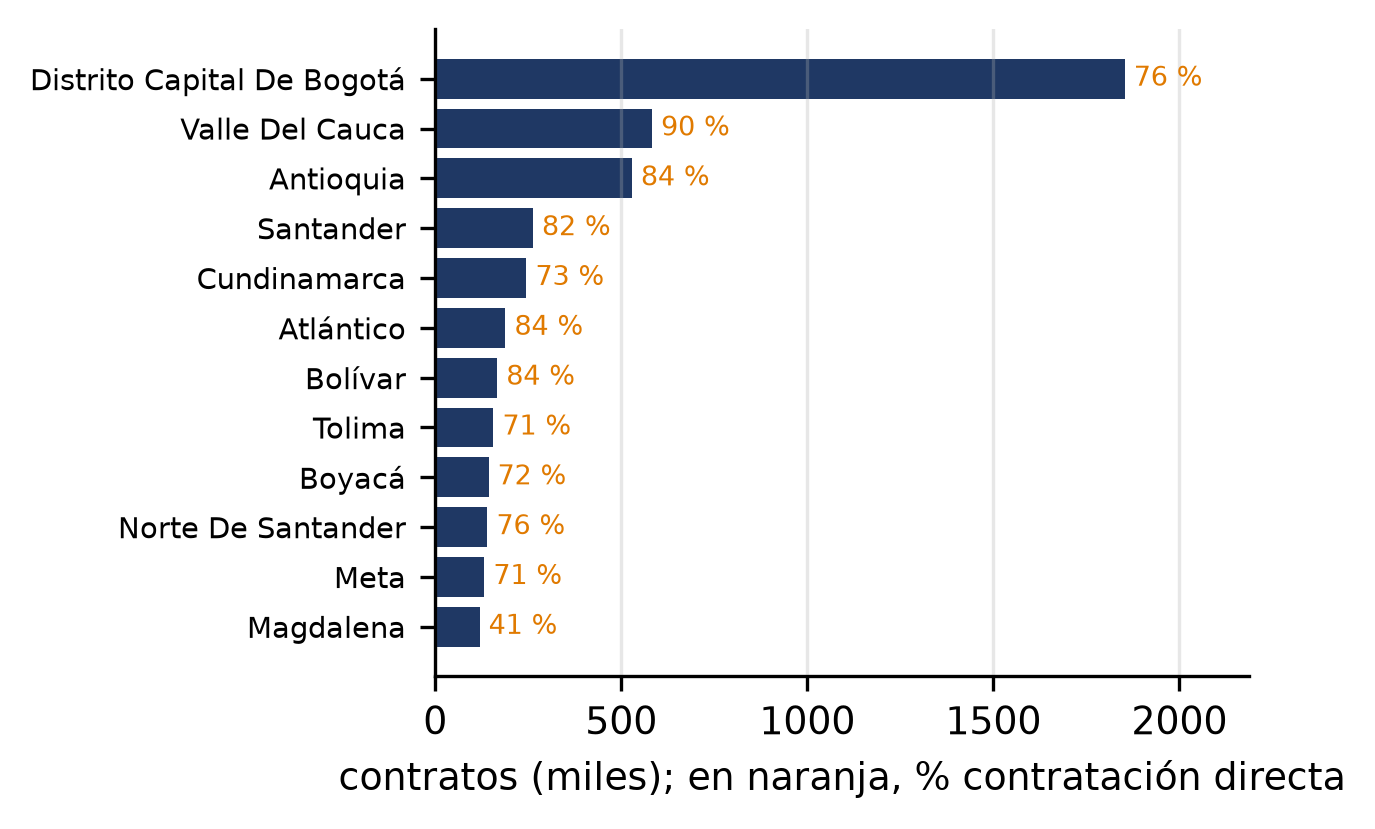 Distrito Capital De Bogotá 76 %
Valle Del Cauca 90 %
Antioquia 84 %
Santander 82 %
Cundinamarca 73 %
Atlántico 84 %
Bolívar 84 %
Tolima 71 %
Boyacá 72 %
Norte De Santander 76 %
Meta 71 %
Magdalena 41 %
0 500 1000 1500 2000
contratos (miles); en naranja, % contratación directa